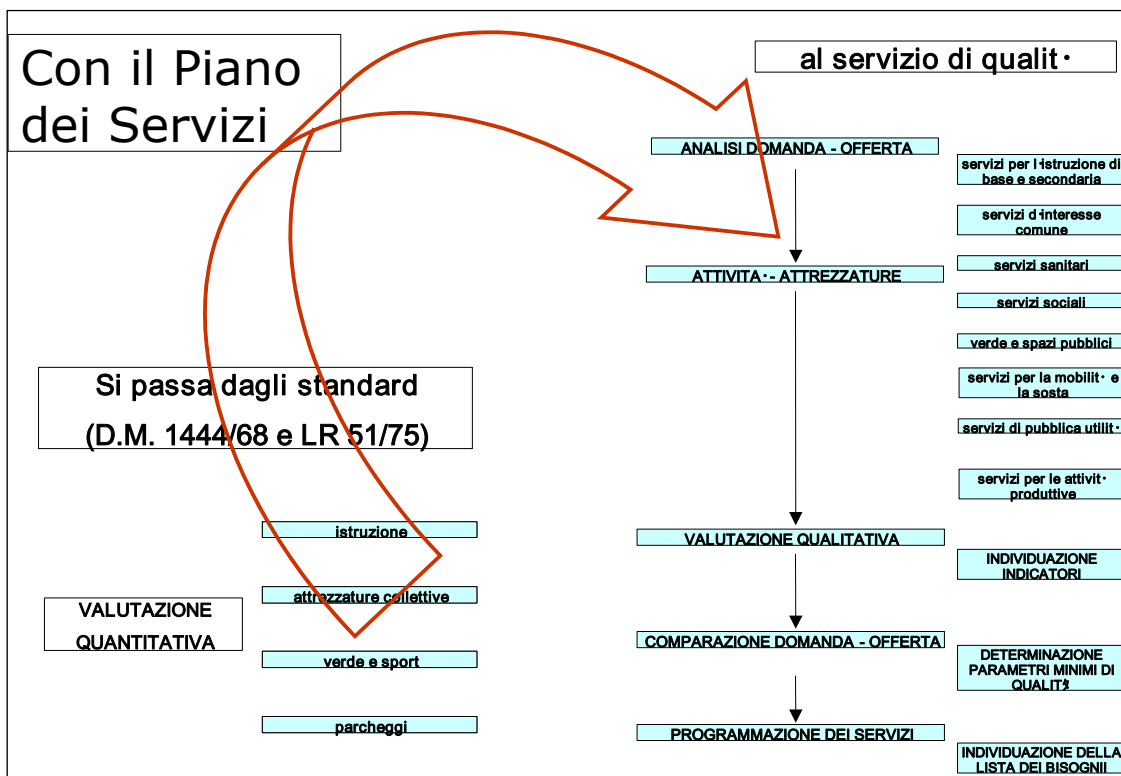 Con il Piano
dei Servizi
al servizio di qualit·
Si passa dagli standard
(D.M. 1444/68 e LR 51/75)
VALUTAZIONE
QUANTITATIVA
istruzione
attrezzature collettive
verde e sport
parcheggi
ANALISI DOMANDA - OFFERTA
ATTIVITA·- ATTREZZATURE
VALUTAZIONE QUALITATIVA
COMPARAZIONE DOMANDA - OFFERTA
PROGRAMMAZIONE DEI SERVIZI
servizi per l·istruzione di
base e secondaria
servizi d·interesse
comune
servizi sanitari
servizi sociali
verde e spazi pubblici
servizi per la mobilit· e
la sosta
servizi di pubblica utilit·
servizi per le attivit·
produttive
INDIVIDUAZIONE
INDICATORI
DETERMINAZIONE
PARAMETRI MINIMI DI
QUALIT‡
INDIVIDUAZIONE DELLA
LISTA DEI BISOGNII